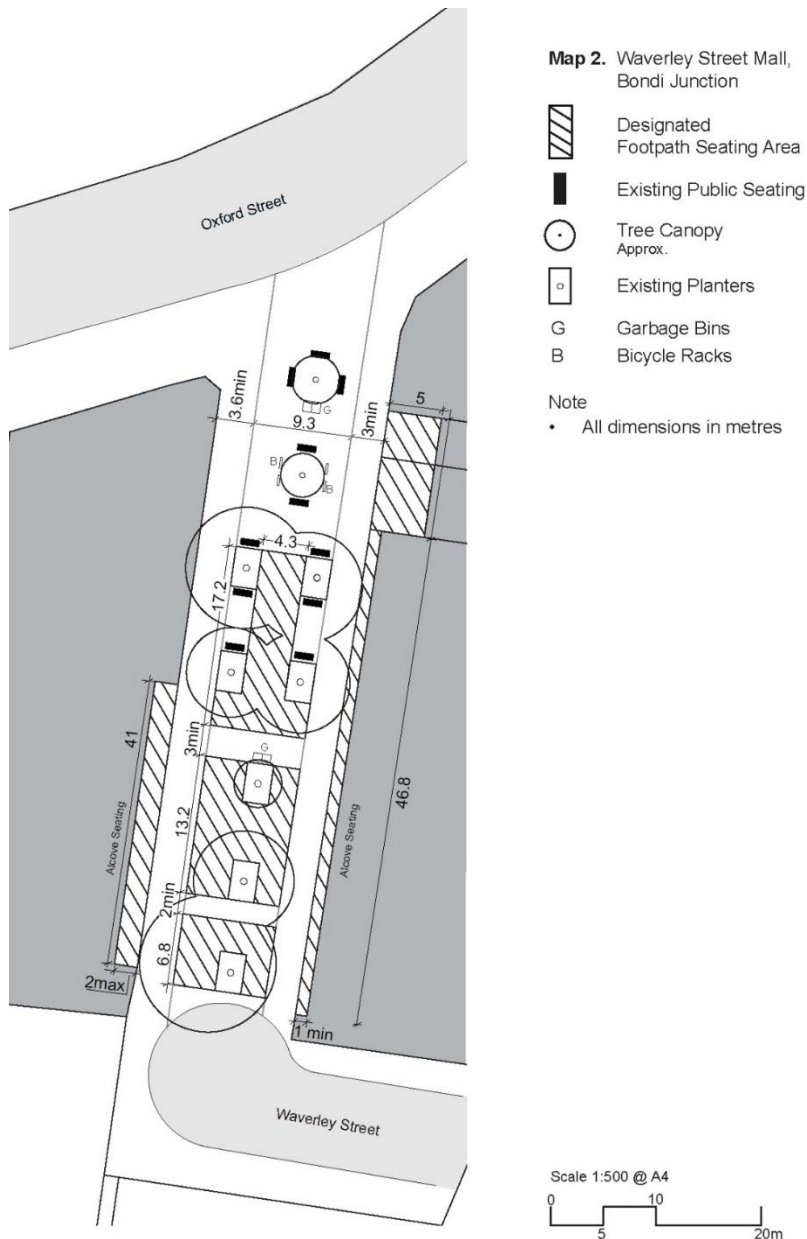 Map 2. Waverley Street Mall,
Bondi Junction
Designated
Footpath Seating Area
Existing Public Seating
Tree Canopy
Approx.
Existing Planters
G Garbage Bins
B Bicycle Racks
Note
• All dimensions in metres
Oxford Street
G
3.6min
9.3
3min
5
B
B
4.3
17.2
3min
G
41
Alcove Seating
13.2
Alcove Seating
46.8
2min
6.8
2max
1 min
Waverley Street
Scale 1:500 @ A4
0 10
5 20m